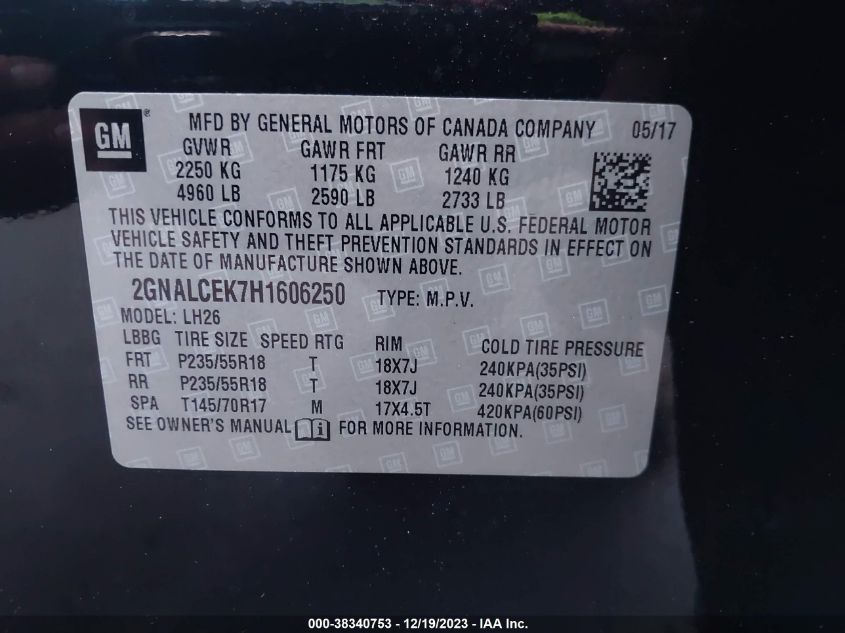 GM ® MFD BY GENERAL MOTORS OF CANADA COMPANY 05/17
GVWR GAWR FRT GAWR RR
2250 KG 1175 KG 1240 KG
4960 LB 2590 LB 2733 LB
THIS VEHICLE CONFORMS TO ALL APPLICABLE U.S. FEDERAL MOTOR
VEHICLE SAFETY AND THEFT PREVENTION STANDARDS IN EFFECT ON
THE DATE OF MANUFACTURE SHOWN ABOVE.
2GNALCEK7H1606250 TYPE: M.P.V.
MODEL: LH26
LBBG TIRE SIZE SPEED RTG RIM COLD TIRE PRESSURE
FRT P235/55R18 T 18X7J 240KPA(35PSI)
RR P235/55R18 T 18X7J 240KPA(35PSI)
SPA T145/70R17 M 17X4.5T 420KPA(60PSI)
SEE OWNER'S MANUAL i FOR MORE INFORMATION.
000-38340753 - 12/19/2023 - IAA Inc.